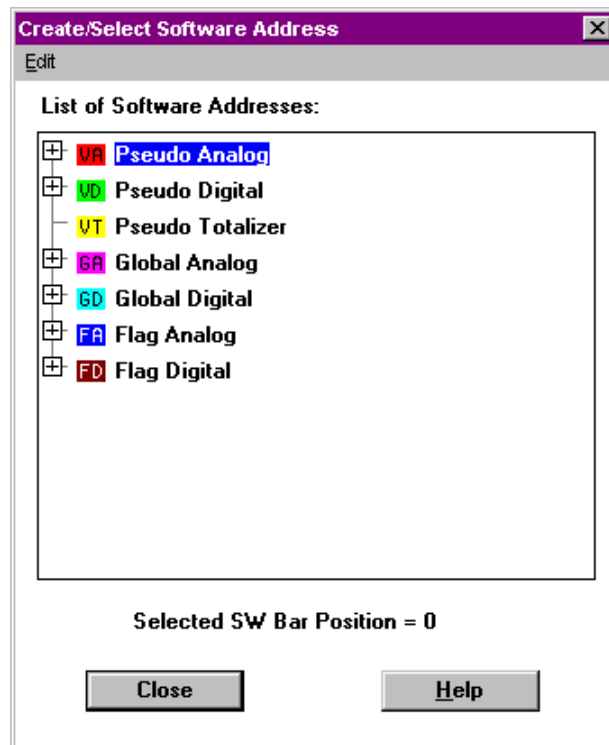 Create/Select Software Address
Edit
List of Software Addresses:
VA Pseudo Analog
VD Pseudo Digital
VT Pseudo Totalizer
GA Global Analog
GD Global Digital
FA Flag Analog
FD Flag Digital
Selected SW Bar Position = 0
Close Help